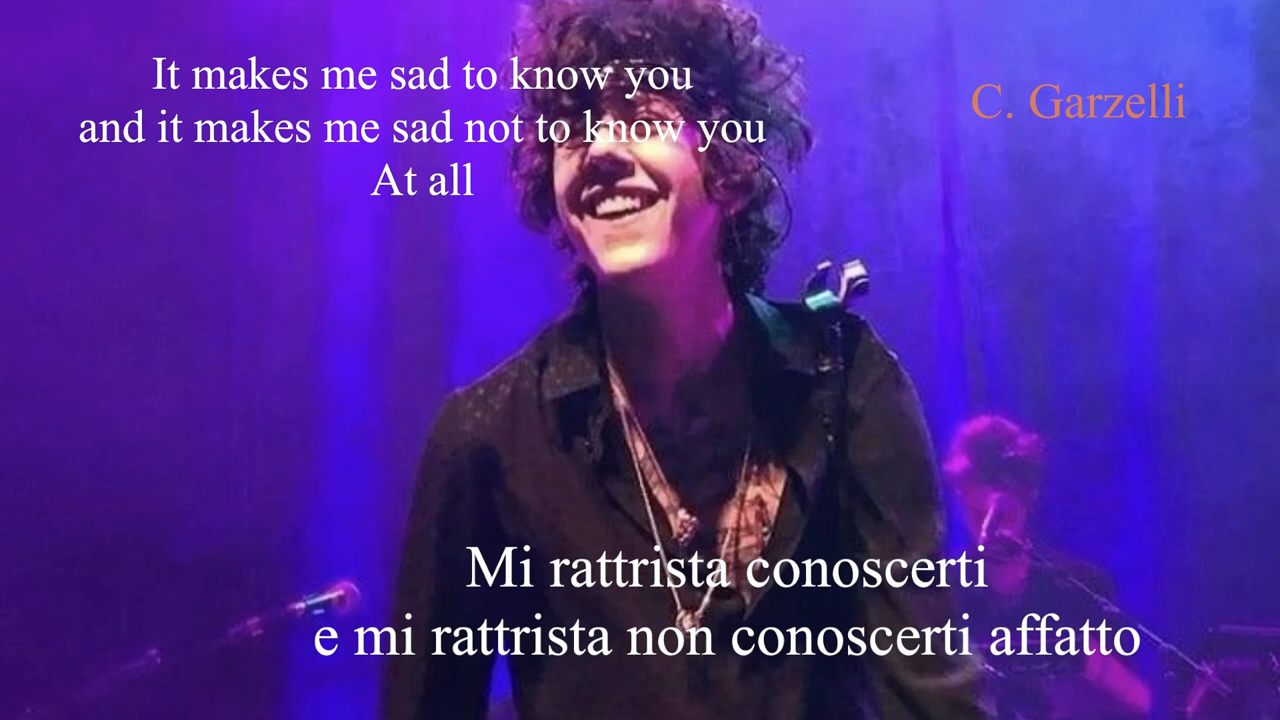 It makes me sad to know you
and it makes me sad not to know you
At all
C. Garzelli
Mi rattrista conoscerti
e mi rattrista non conoscerti affatto